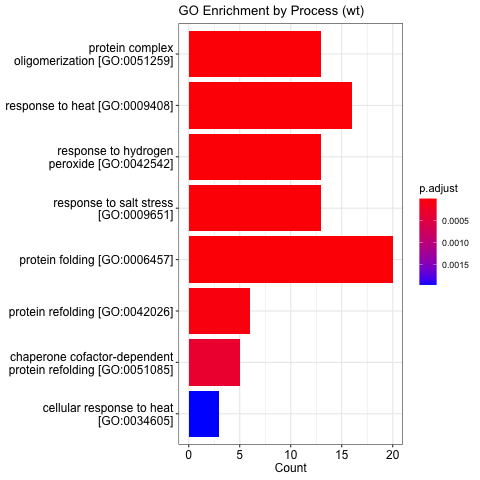 GO Enrichment by Process (wt)
protein complex
oligomerization [GO:0051259]
response to heat [GO:0009408]
response to hydrogen
peroxide [GO:0042542]
response to salt stress
[GO:0009651]
protein folding [GO:0006457]
protein refolding [GO:0042026]
chaperone cofactor-dependent
protein refolding [GO:0051085]
cellular response to heat
[GO:0034605]
0 5 10 15 20
Count
p.adjust
0.0005
0.0010
0.0015